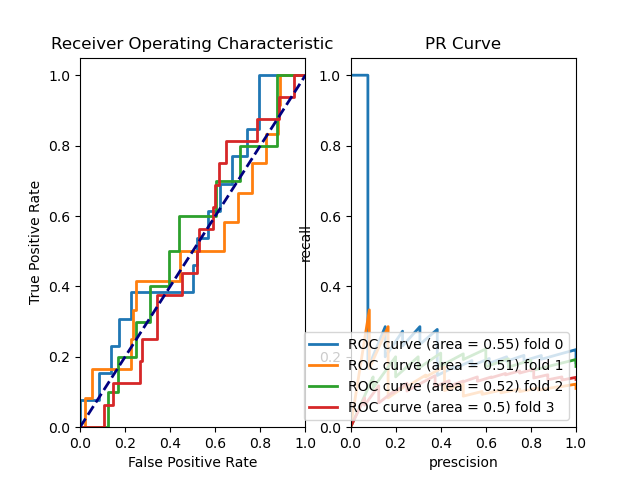 Receiver Operating Characteristic
PR Curve
1.0
0.8
0.6
0.4
0.2
0.0
True Positive Rate
0.0 0.2 0.4 0.6 0.8 1.0
False Positive Rate
1.0
0.8
0.6
0.4
0.2
0.0
recall
ROC curve (area = 0.55) fold 0
ROC curve (area = 0.51) fold 1
ROC curve (area = 0.52) fold 2
ROC curve (area = 0.5) fold 3
0.0 0.2 0.4 0.6 0.8 1.0
prescision